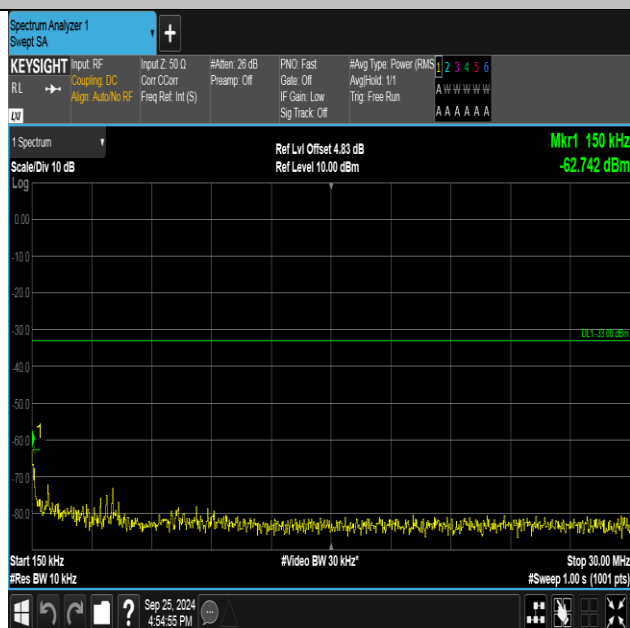 Spectrum Analyzer 1
Swept SA
+
KEYSIGHT
RL
LXI
Input: RF
Coupling: DC
Align: Auto/No RF
Input Z: 50 Ω
Corr CCorr
Freq Ref: Int (S)
#Atten: 26 dB
Preamp: Off
PNO: Fast
Gate: Off
IF Gain: Low
Sig Track: Off
#Avg Type: Power (RMS
Avg|Hold: 1/1
Trig: Free Run
1 2 3 4 5 6
A W W W W W
A A A A A A
1 Spectrum
Scale/Div 10 dB
Ref Lvl Offset 4.83 dB
Ref Level 10.00 dBm
Mkr1 150 kHz
-62.742 dBm
Log
0.00
-10.0
-20.0
-30.0
DL1 -33.00 dBm
-40.0
-50.0
1
-60.0
-70.0
-80.0
Start 150 kHz
#Video BW 30 kHz*
Stop 30.00 MHz
#Res BW 10 kHz
#Sweep 1.00 s (1001 pts)
?
Sep 25, 2024
4:54:55 PM